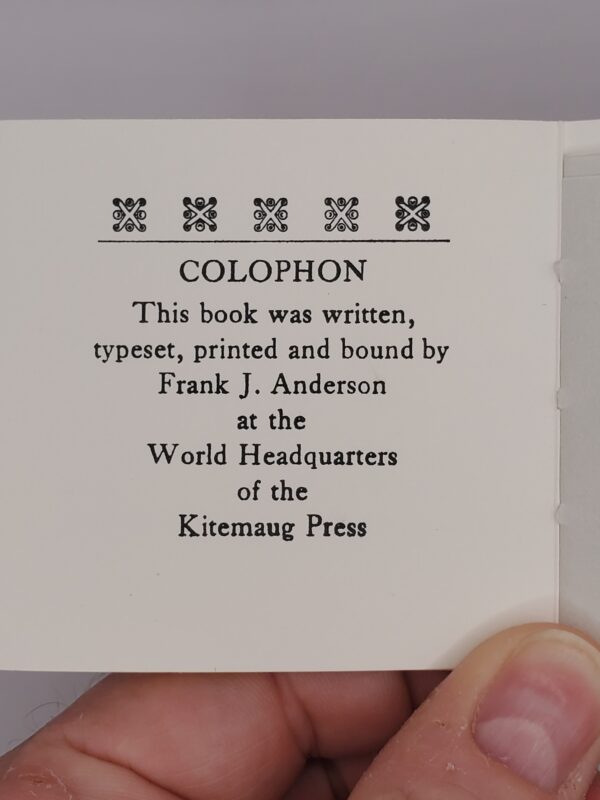 COLOPHON
This book was written,
typeset, printed and bound by
Frank J. Anderson
at the
World Headquarters
of the
Kitemaug Press